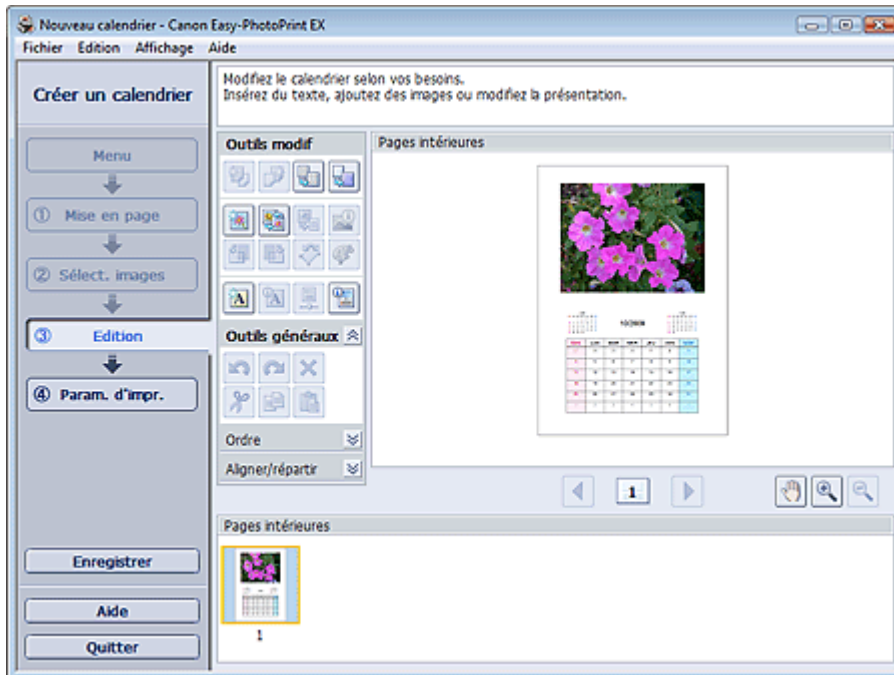 Nouveau calendrier - Canon Easy-PhotoPrint EX
Fichier Edition Affichage Aide
Créer un calendrier
Modifiez le calendrier selon vos besoins.
Insérez du texte, ajoutez des images ou modifiez la présentation.
Menu
① Mise en page
② Sélect. images
③ Edition
④ Param. d'impr.
Enregistrer
Aide
Quitter
Outils modif
Outils généraux
Ordre
Aligner/répartir
Pages intérieures
10/2009
1
Pages intérieures
1